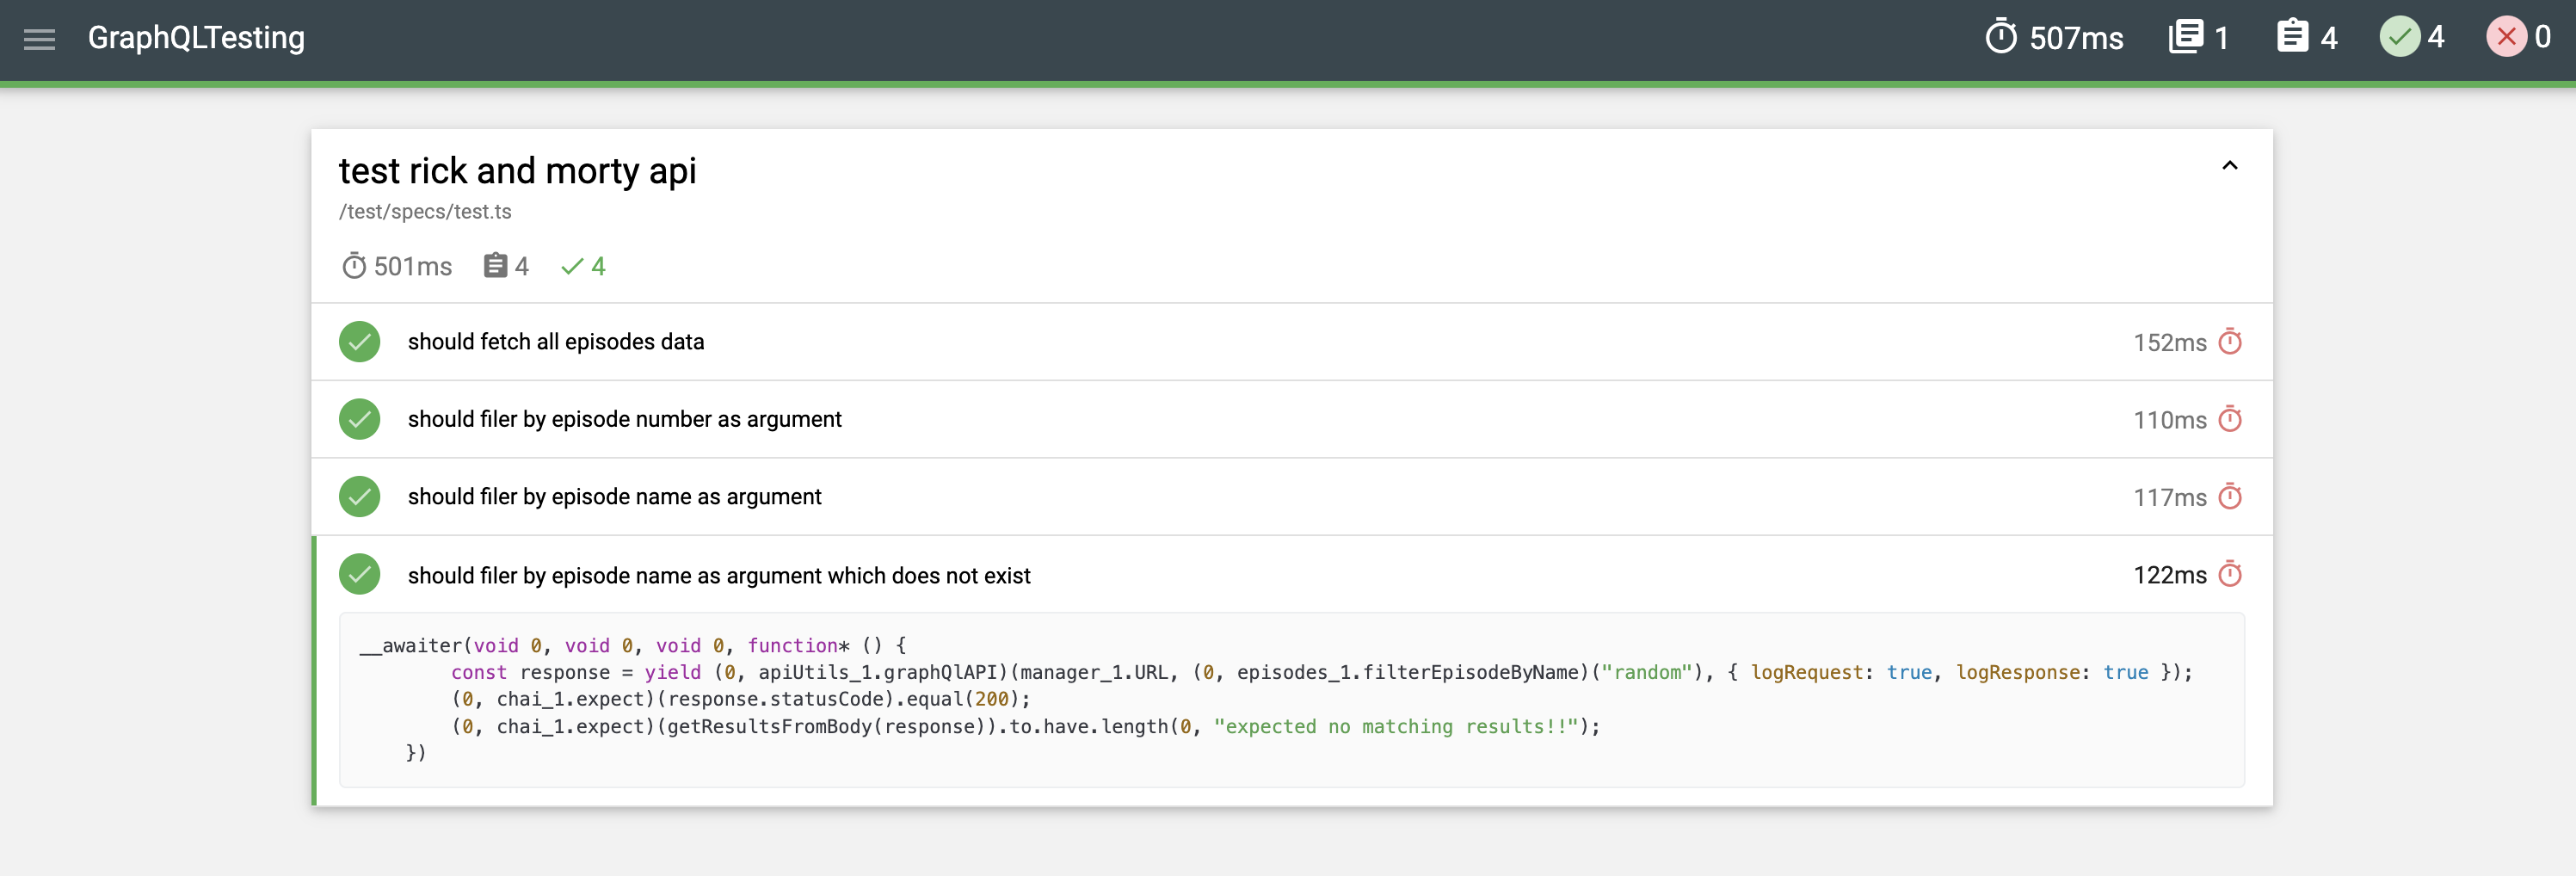 GraphQLTesting 507ms 1 4 4 0
test rick and morty api
/test/specs/test.ts
501ms 4 4
should fetch all episodes data 152ms
should filer by episode number as argument 110ms
should filer by episode name as argument 117ms
should filer by episode name as argument which does not exist 122ms
__awaiter(void 0, void 0, void 0, function* () {
        const response = yield (0, apiUtils_1.graphQlAPI)(manager_1.URL, (0, episodes_1.filterEpisodeByName)("random"), { logRequest: true, logResponse: true });
        (0, chai_1.expect)(response.statusCode).equal(200);
        (0, chai_1.expect)(getResultsFromBody(response)).to.have.length(0, "expected no matching results!!");
    })